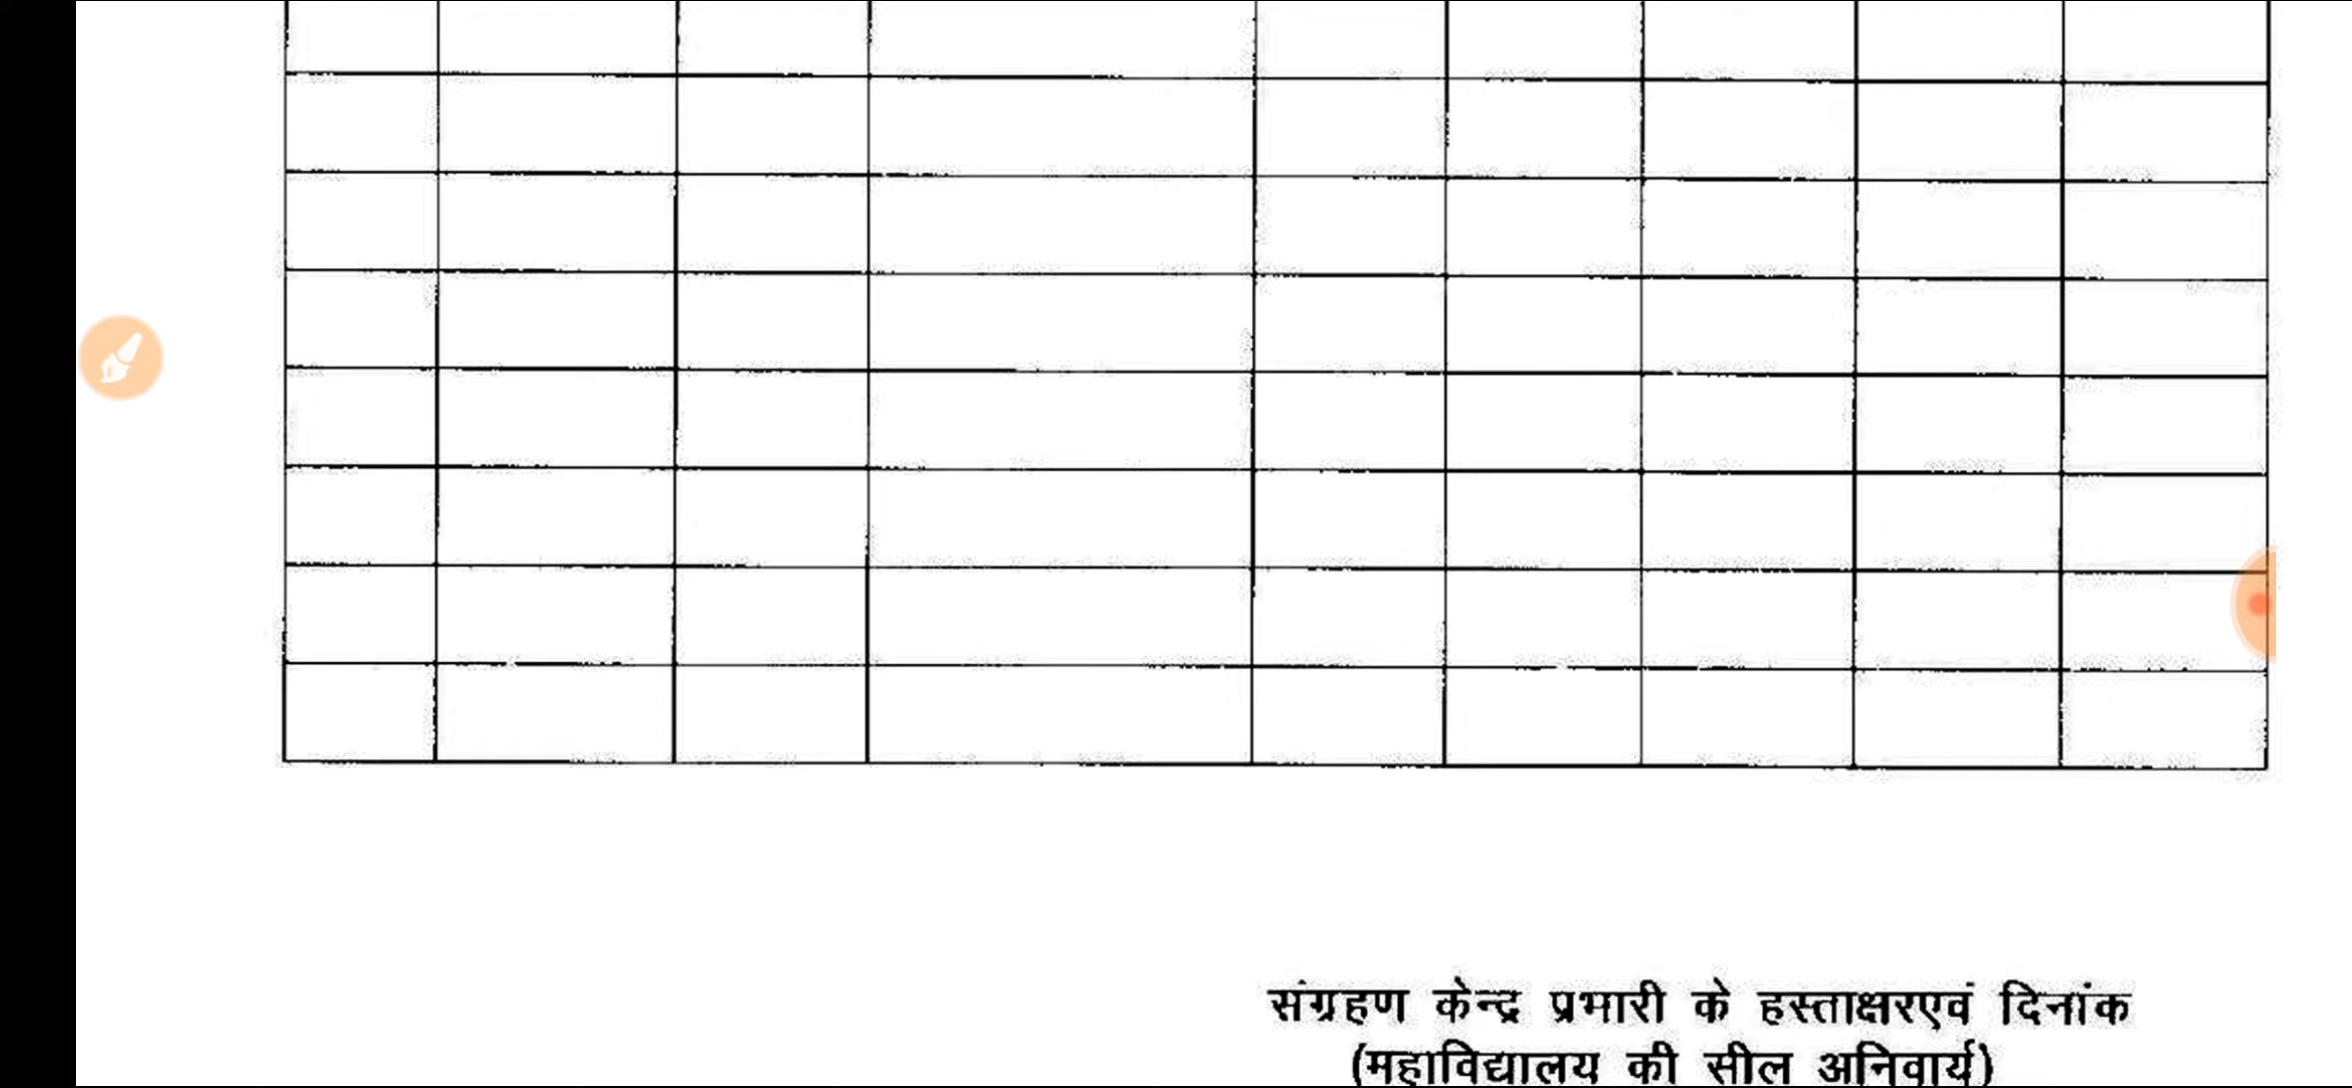 संग्रहण केन्द्र प्रभारी के हस्ताक्षरएवं दिनांक
(महाविद्यालय की सील अनिवार्य)